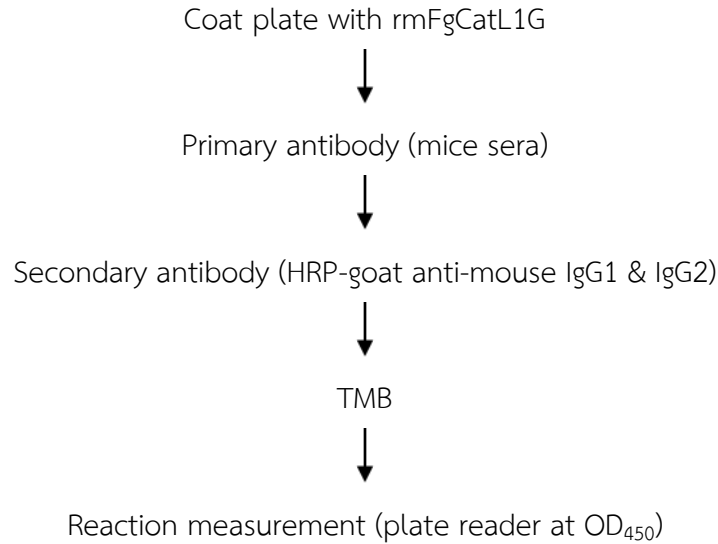 Coat plate with rmFgCatL1G
Primary antibody (mice sera)
Secondary antibody (HRP-goat anti-mouse IgG1 & IgG2)
TMB
Reaction measurement (plate reader at OD₄₅₀)